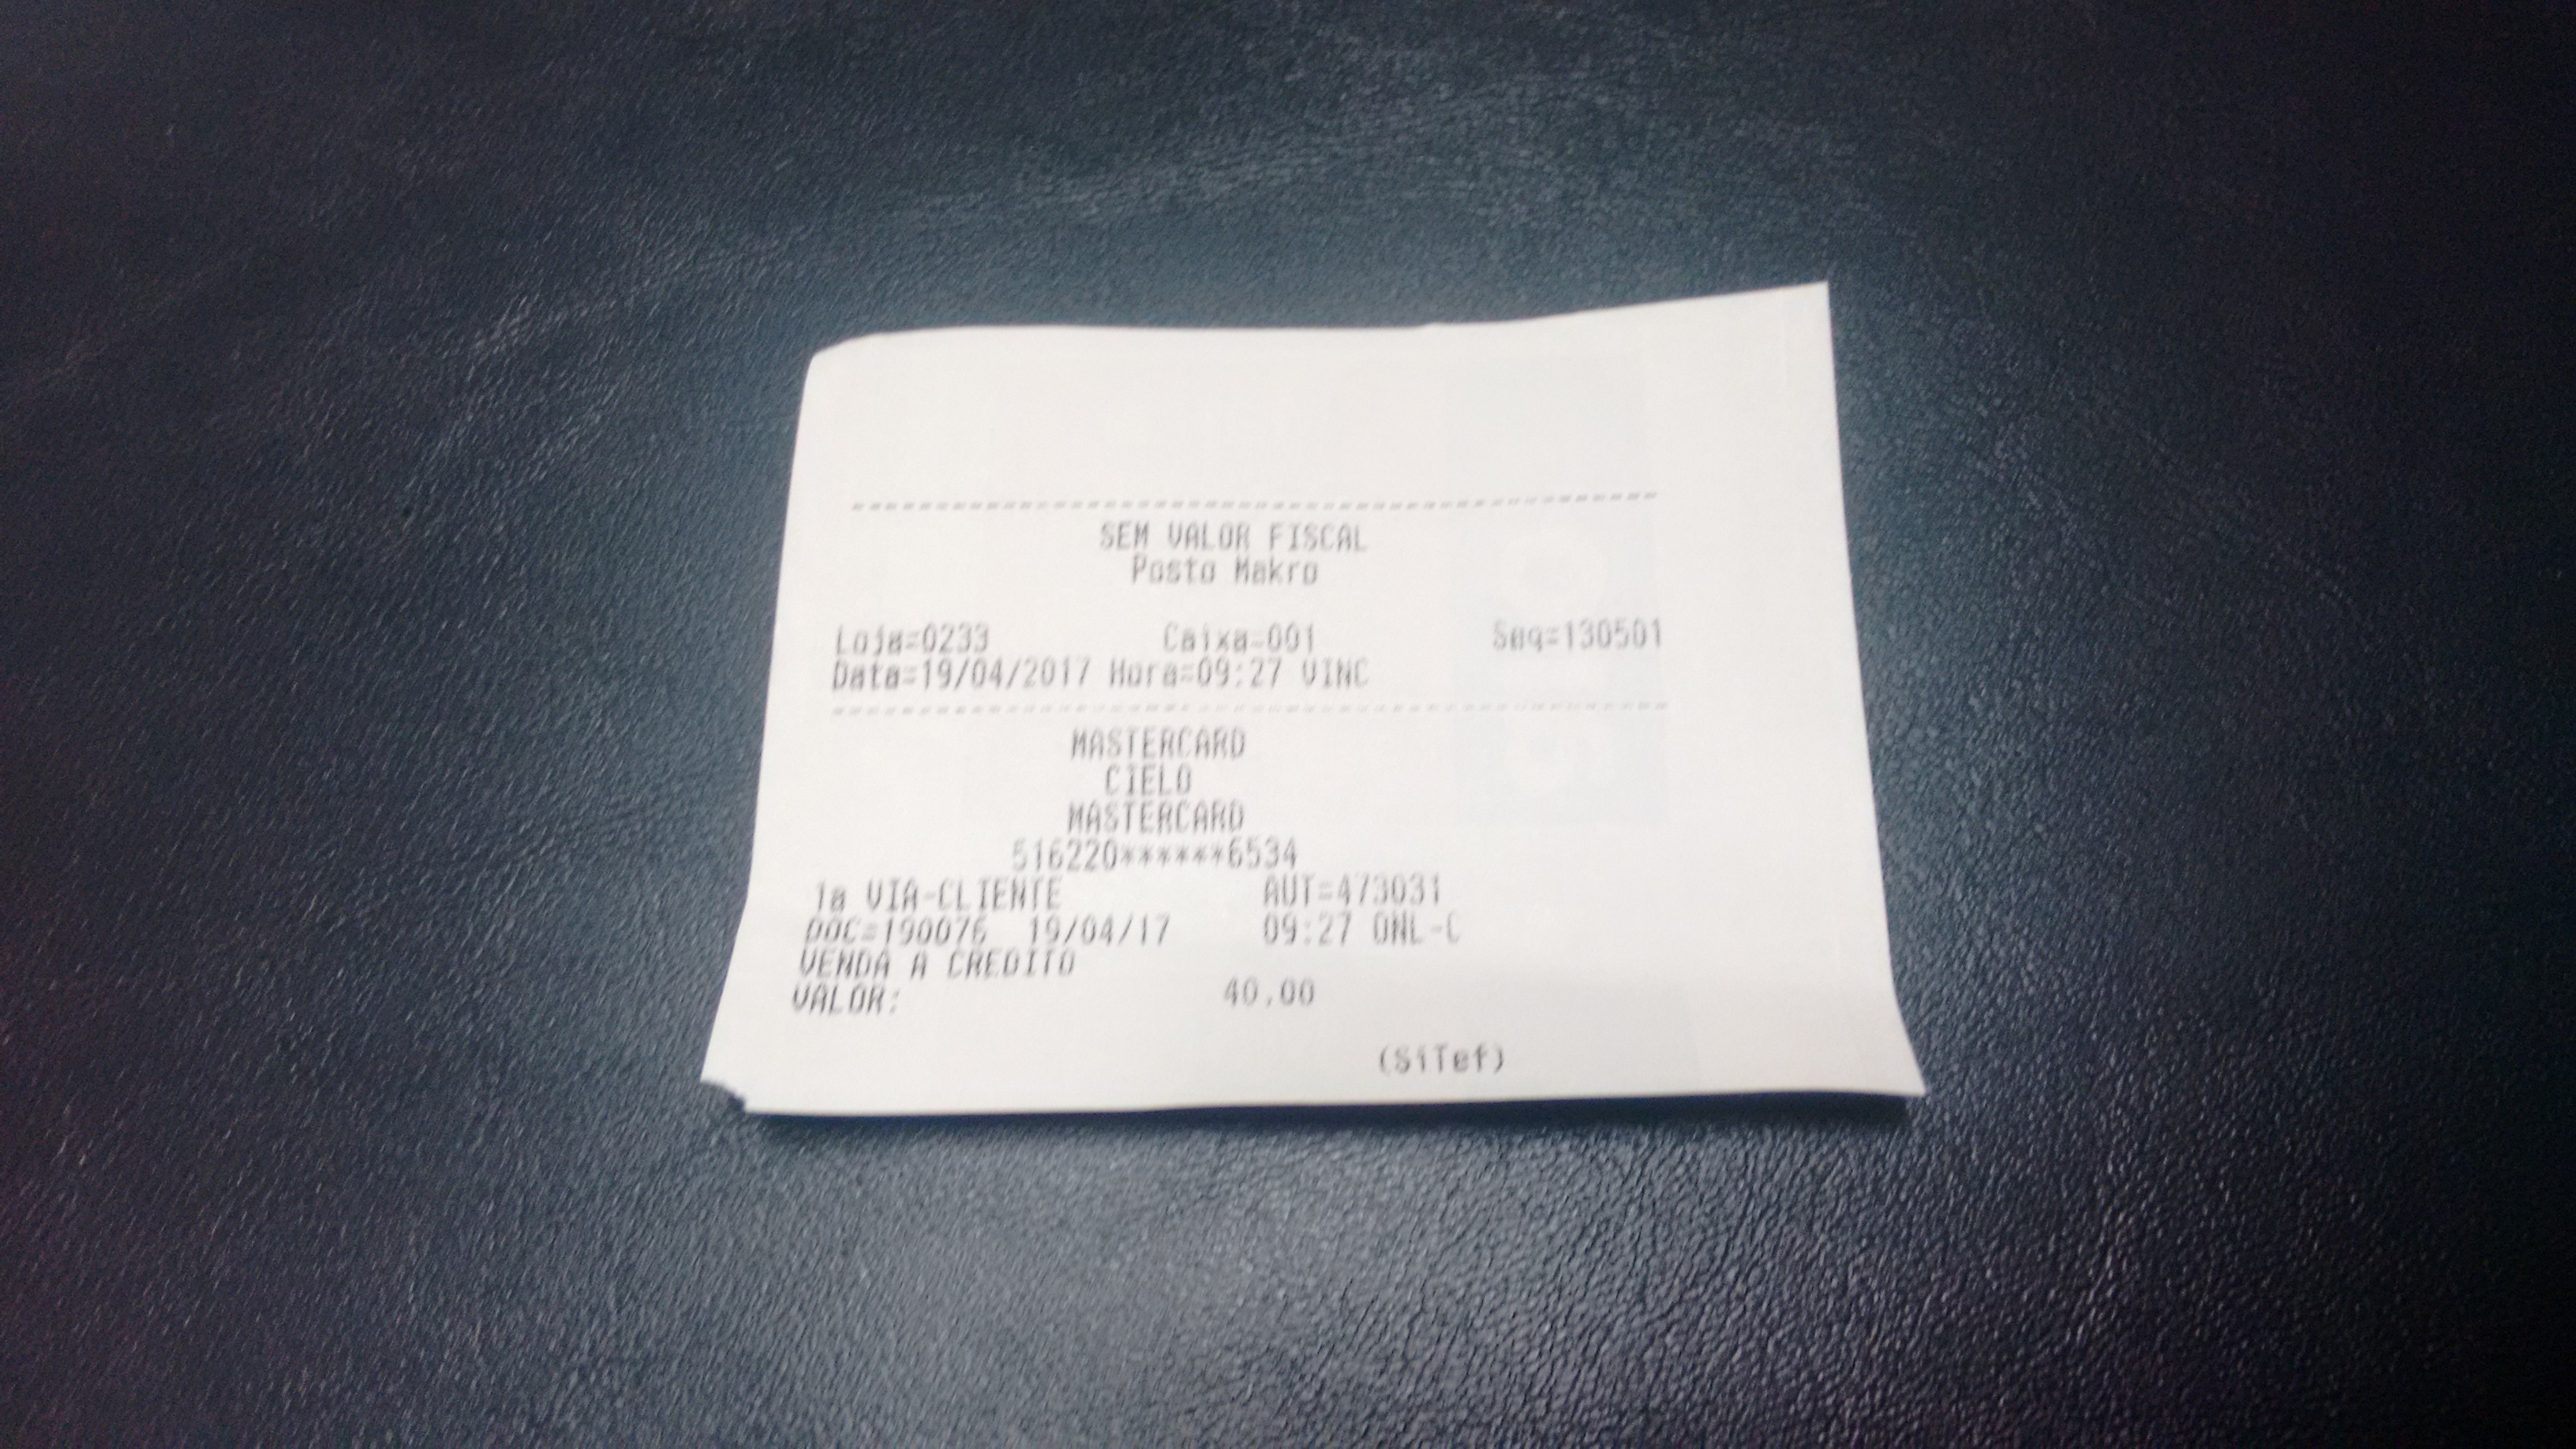 SEM VALOR FISCAL
Posto Makro
Loja=0233 Caixa=001 Seq=130501
Data=19/04/2017 Hora=09:27 VINC
MASTERCARD
CIELO
MASTERCARD
516220******6534
1a VIA-CLIENTE AUT=473031
DOC=190076 19/04/17 09:27 ONL-C
VENDA A CREDITO
VALOR: 40,00
(SiTef)